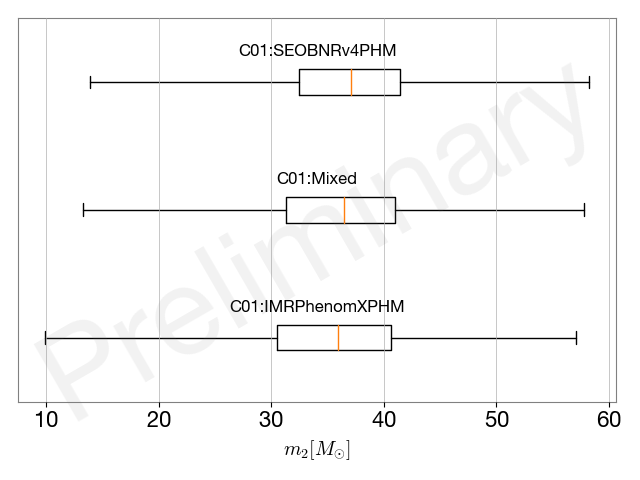 C01:SEOBNRv4PHM
C01:Mixed
C01:IMRPhenomXPHM
Preliminary
10 20 30 40 50 60
m₂[M☉]